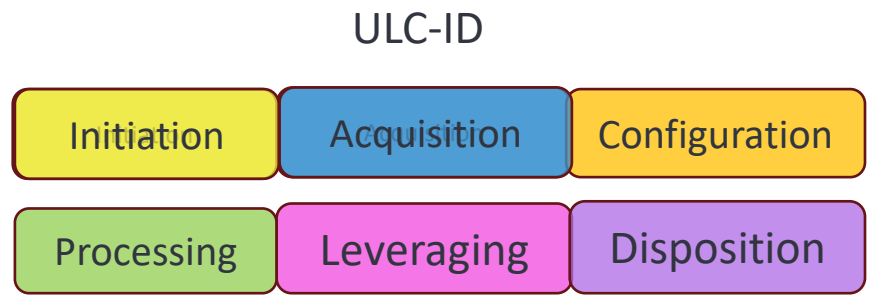 ULC-ID
Initiation Acquisition Configuration
Processing Leveraging Disposition